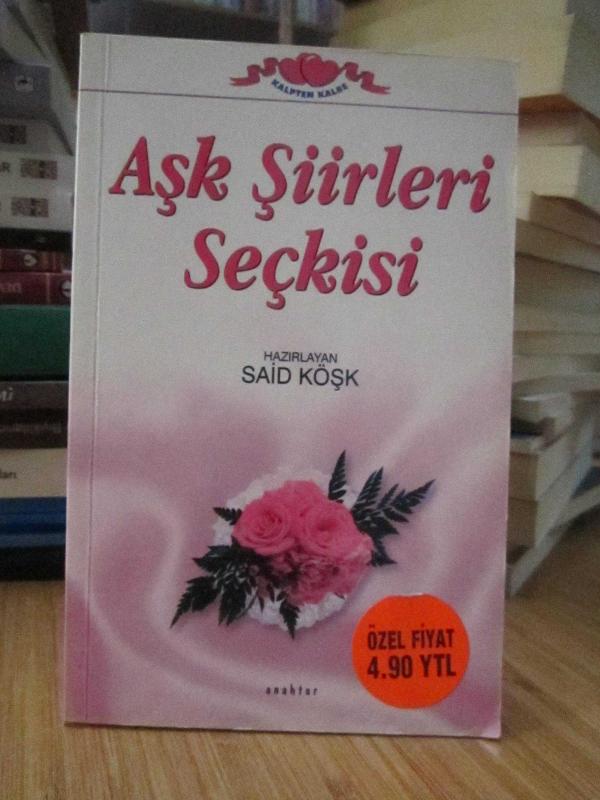 KALPTEN KALBE
Aşk Şiirleri
Seçkisi
HAZIRLAYAN
SAİD KÖŞK
ÖZEL FİYAT
4.90 YTL
anahtar